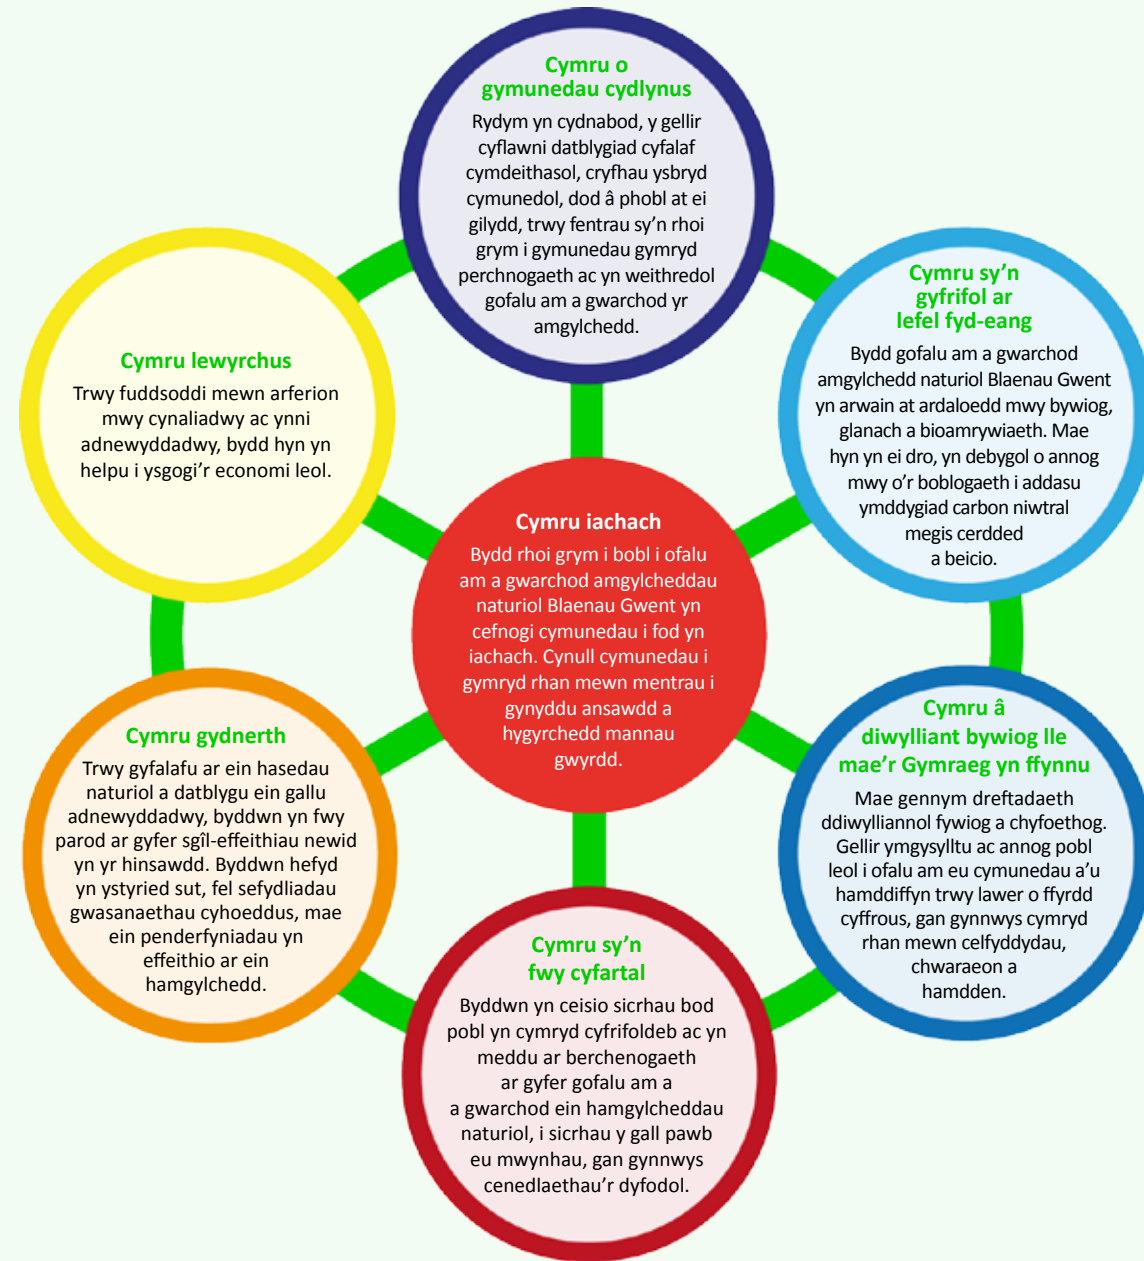 Cymru o
gymunedau cydlynus
Rydym yn cydnabod, y gellir
cyflawni datblygiad cyfalaf
cymdeithasol, cryfhau ysbryd
cymunedol, dod â phobl at ei
gilydd, trwy fentrau sy'n rhoi
grym i gymunedau gymryd
perchnogaeth ac yn weithredol
gofalu am a gwarchod yr
amgylchedd.
Cymru sy'n
gyfrifol ar
lefel fyd-eang
Bydd gofalu am a gwarchod
amgylchedd naturiol Blaenau Gwent
yn arwain at ardaloedd mwy bywiog,
glanach a bioamrywiaeth. Mae
hyn yn ei dro, yn debygol o annog
mwy o'r boblogaeth i addasu
ymddygiad carbon niwtral
megis cerdded
a beicio.
Cymru lewyrchus
Trwy fuddsoddi mewn arferion
mwy cynaliadwy ac ynni
adnewyddadwy, bydd hyn yn
helpu i ysgogi'r economi leol.
Cymru iachach
Bydd rhoi grym i bobl i ofalu
am a gwarchod amgylcheddau
naturiol Blaenau Gwent yn
cefnogi cymunedau i fod yn
iachach. Cynull cymunedau i
gymryd rhan mewn mentrau i
gynyddu ansawdd a
hygyrchedd mannau
gwyrdd.
Cymru gydnerth
Trwy gyfalafu ar ein hasedau
naturiol a datblygu ein gallu
adnewyddadwy, byddwn yn fwy
parod ar gyfer sgîl-effeithiau newid
yn yr hinsawdd. Byddwn hefyd
yn ystyried sut, fel sefydliadau
gwasanaethau cyhoeddus, mae
ein penderfyniadau yn
effeithio ar ein
hamgylchedd.
Cymru â
diwylliant bywiog lle
mae'r Gymraeg yn ffynnu
Mae gennym dreftadaeth
ddiwylliannol fywiog a chyfoethog.
Gellir ymgysylltu ac annog pobl
leol i ofalu am eu cymunedau a'u
hamddiffyn trwy lawer o ffyrdd
cyffrous, gan gynnwys cymryd
rhan mewn celfyddydau,
chwaraeon a
hamdden.
Cymru sy'n
fwy cyfartal
Byddwn yn ceisio sicrhau bod
pobl yn cymryd cyfrifoldeb ac yn
meddu ar berchenogaeth
ar gyfer gofalu am a
a gwarchod ein hamgylcheddau
naturiol, i sicrhau y gall pawb
eu mwynhau, gan gynnwys
cenedlaethau'r dyfodol.